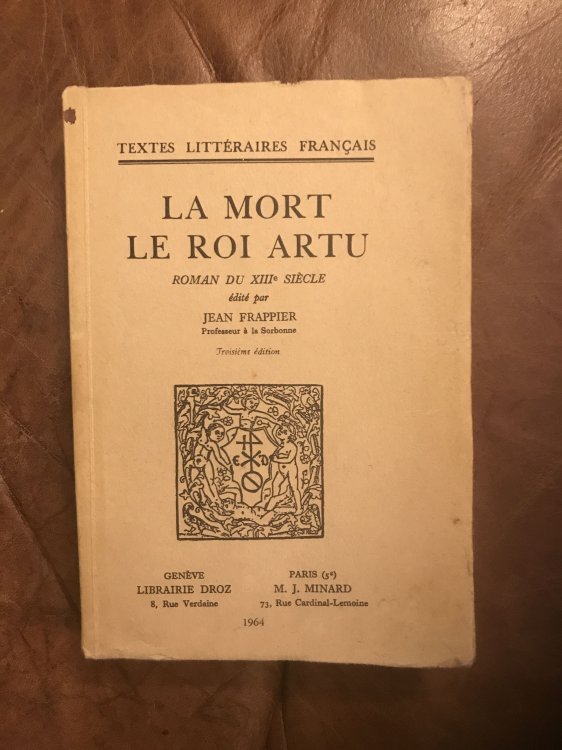 TEXTES LITTÉRAIRES FRANÇAIS
LA MORT
LE ROI ARTU
ROMAN DU XIIIe SIÈCLE
édité par
JEAN FRAPPIER
Professeur à la Sorbonne
Troisième édition
GENÈVE
LIBRAIRIE DROZ
8, Rue Verdaine
PARIS (5e)
M. J. MINARD
73, Rue Cardinal-Lemoine
1964